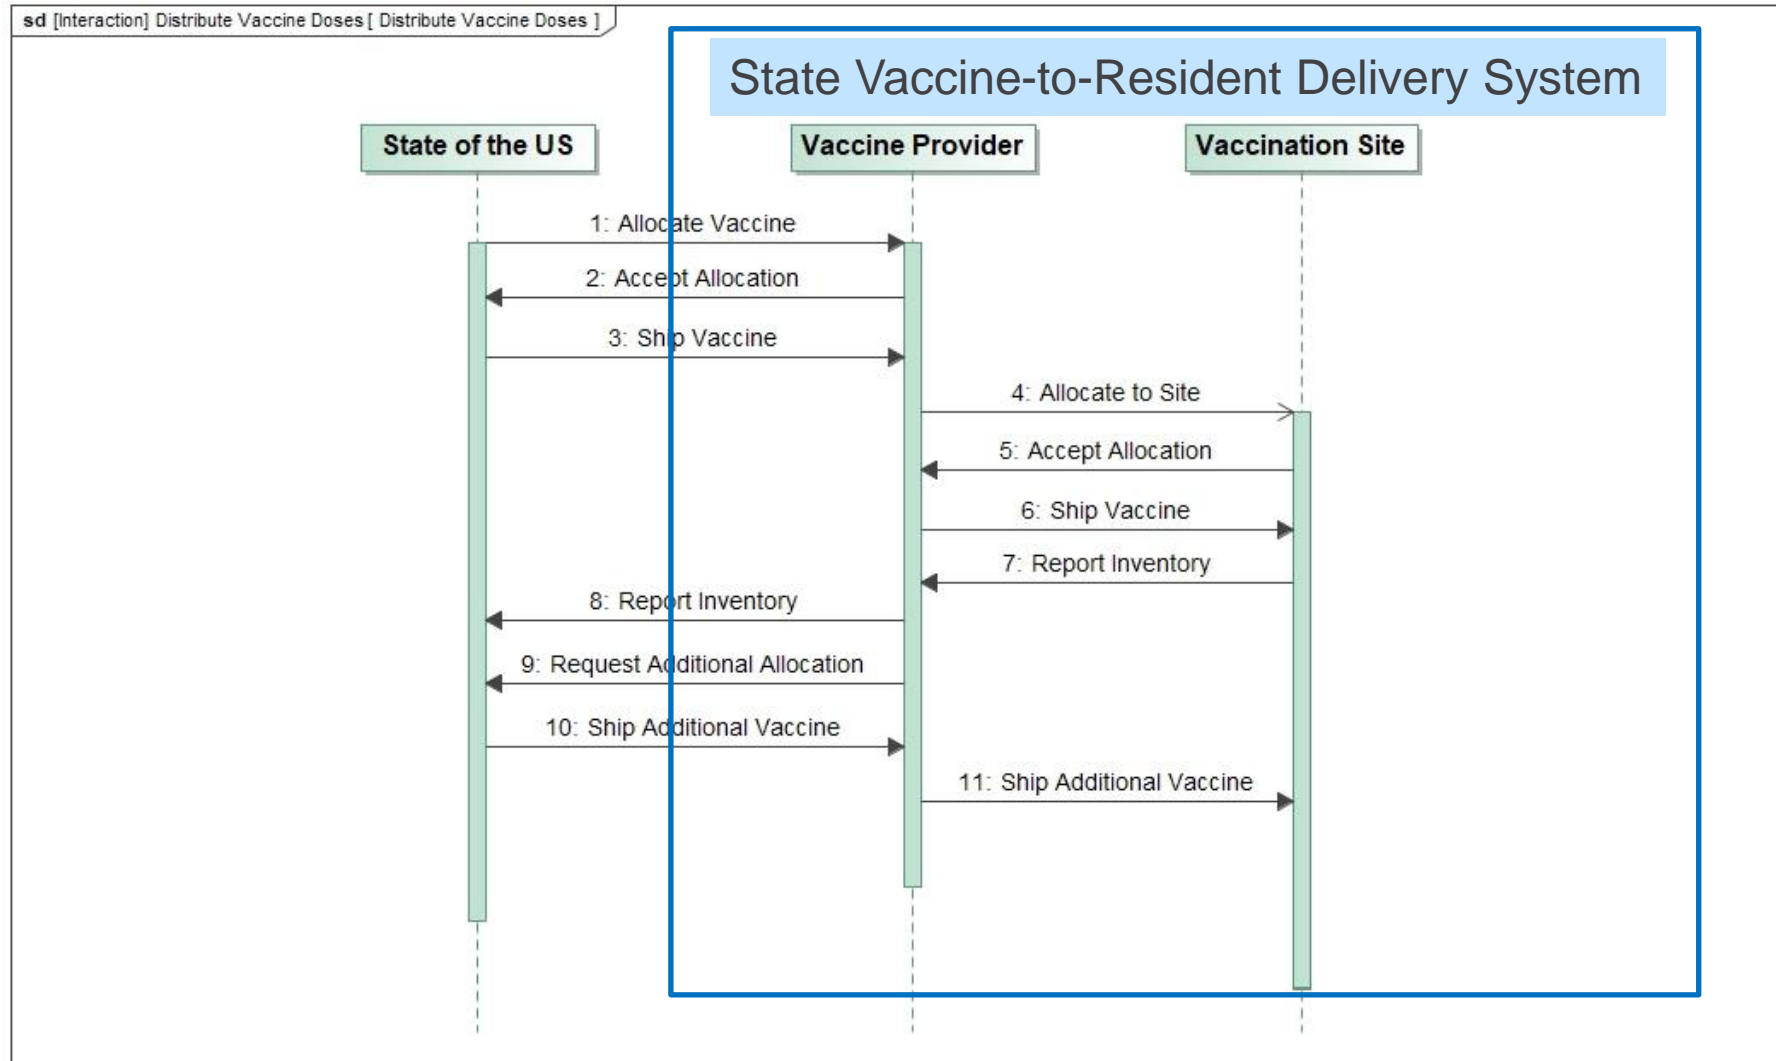 sd [Interaction] Distribute Vaccine Doses [ Distribute Vaccine Doses ]
State Vaccine-to-Resident Delivery System
State of the US
Vaccine Provider
Vaccination Site
1: Allocate Vaccine
2: Accept Allocation
3: Ship Vaccine
4: Allocate to Site
5: Accept Allocation
6: Ship Vaccine
7: Report Inventory
8: Report Inventory
9: Request Additional Allocation
10: Ship Additional Vaccine
11: Ship Additional Vaccine